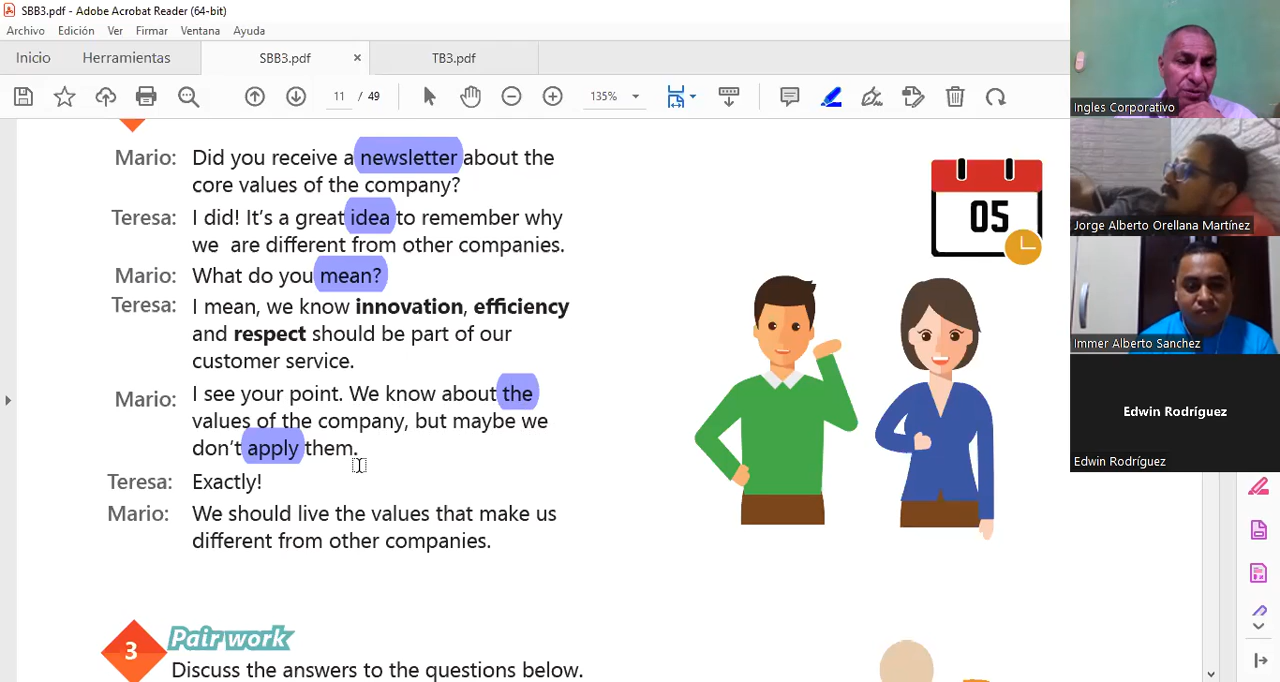 SBB3.pdf - Adobe Acrobat Reader (64-bit)
Archivo Edición Ver Firmar Ventana Ayuda
Inicio Herramientas SBB3.pdf × TB3.pdf
11 / 49 135%
Mario: Did you receive a newsletter about the
core values of the company?
Teresa: I did! It's a great idea to remember why
we are different from other companies.
Mario: What do you mean?
Teresa: I mean, we know innovation, efficiency
and respect should be part of our
customer service.
Mario: I see your point. We know about the
values of the company, but maybe we
don't apply them.
Teresa: Exactly!
Mario: We should live the values that make us
different from other companies.
3 Pair work
Discuss the answers to the questions below.
05
Ingles Corporativo
Jorge Alberto Orellana Martínez
Immer Alberto Sanchez
Edwin Rodríguez
Edwin Rodríguez